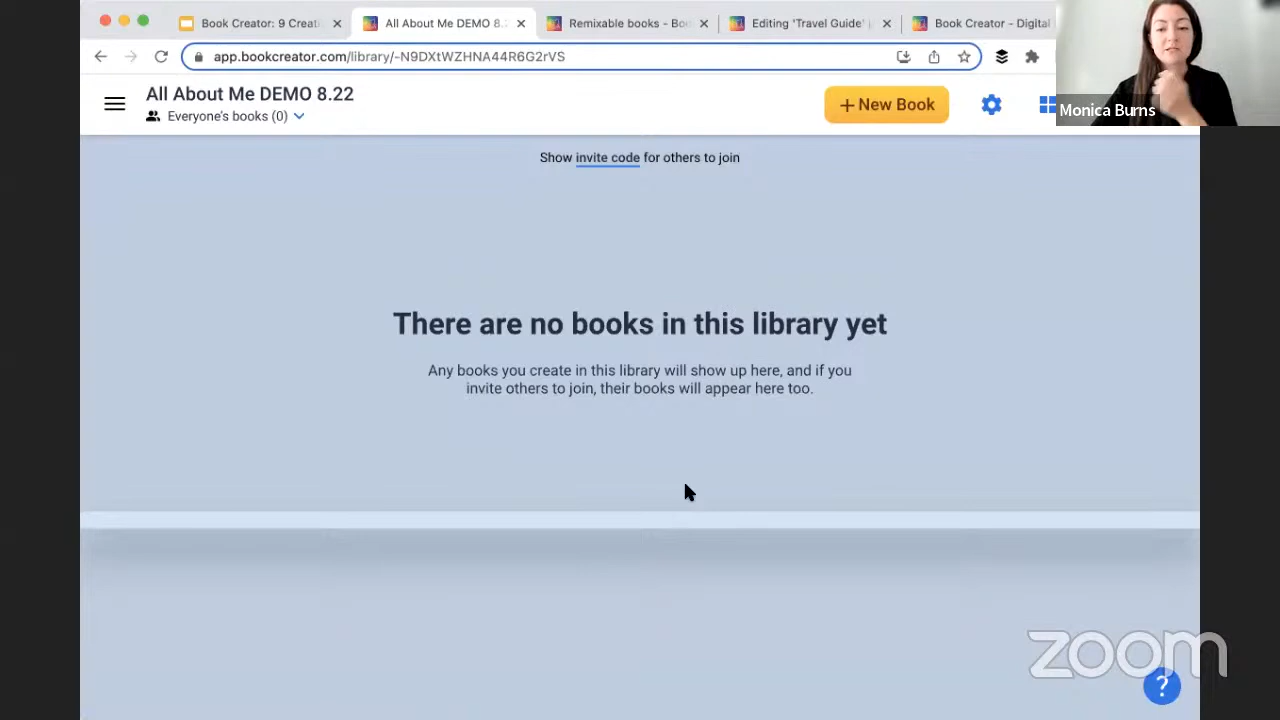 Book Creator: 9 Creati
All About Me DEMO 8.2
Remixable books - Boo
Editing 'Travel Guide'
Book Creator - Digital
app.bookcreator.com/library/-N9DXtWZHNA44R6G2rVS
All About Me DEMO 8.22
Everyone's books (0)
+ New Book
Monica Burns
Show invite code for others to join
There are no books in this library yet
Any books you create in this library will show up here, and if you
invite others to join, their books will appear here too.
zoom
?